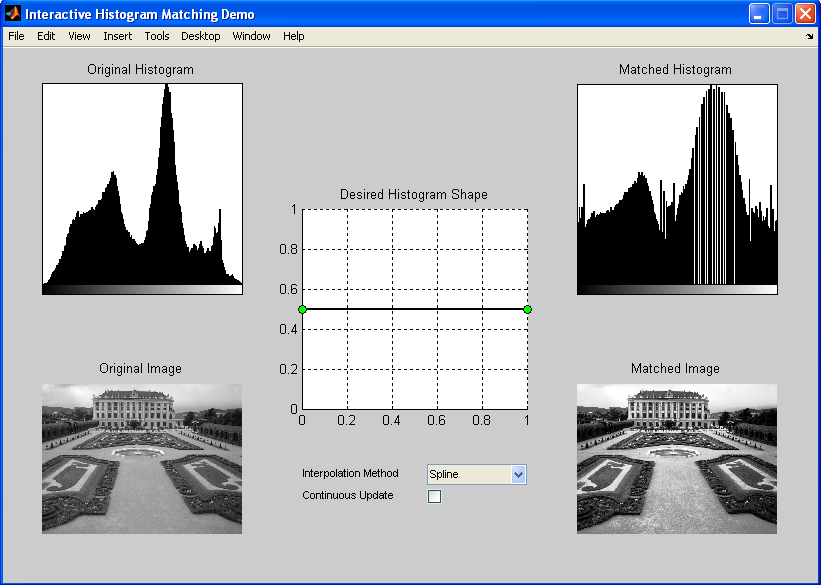 Interactive Histogram Matching Demo
File Edit View Insert Tools Desktop Window Help
Original Histogram
Matched Histogram
Desired Histogram Shape
1
0.8
0.6
0.4
0.2
0
0 0.2 0.4 0.6 0.8 1
Original Image
Matched Image
Interpolation Method Spline
Continuous Update